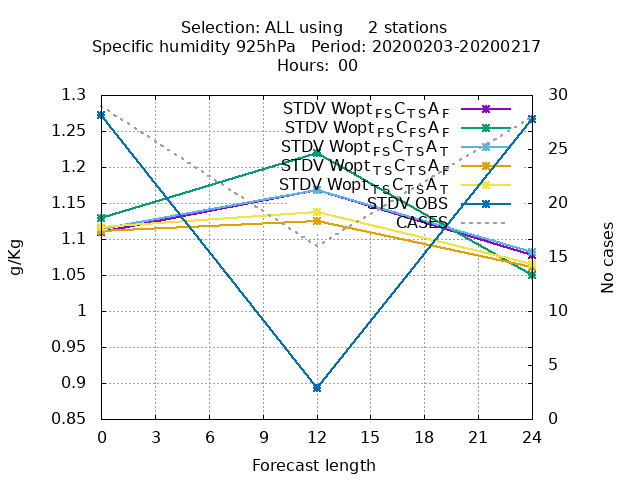 Selection: ALL using 2 stations
Specific humidity 925hPa Period: 20200203-20200217
Hours: 00
1.3
1.25
1.2
1.15
1.1
1.05
1
0.95
0.9
0.85
30
25
20
15
10
5
0
STDV Wopt FS C TS A F
STDV Wopt FS C FS A F
STDV Wopt FS C TS A T
STDV Wopt TS C TS A F
STDV Wopt FS C TS A T
STDV OBS
CASES
0 3 6 9 12 15 18 21 24
Forecast length
g/Kg
No cases